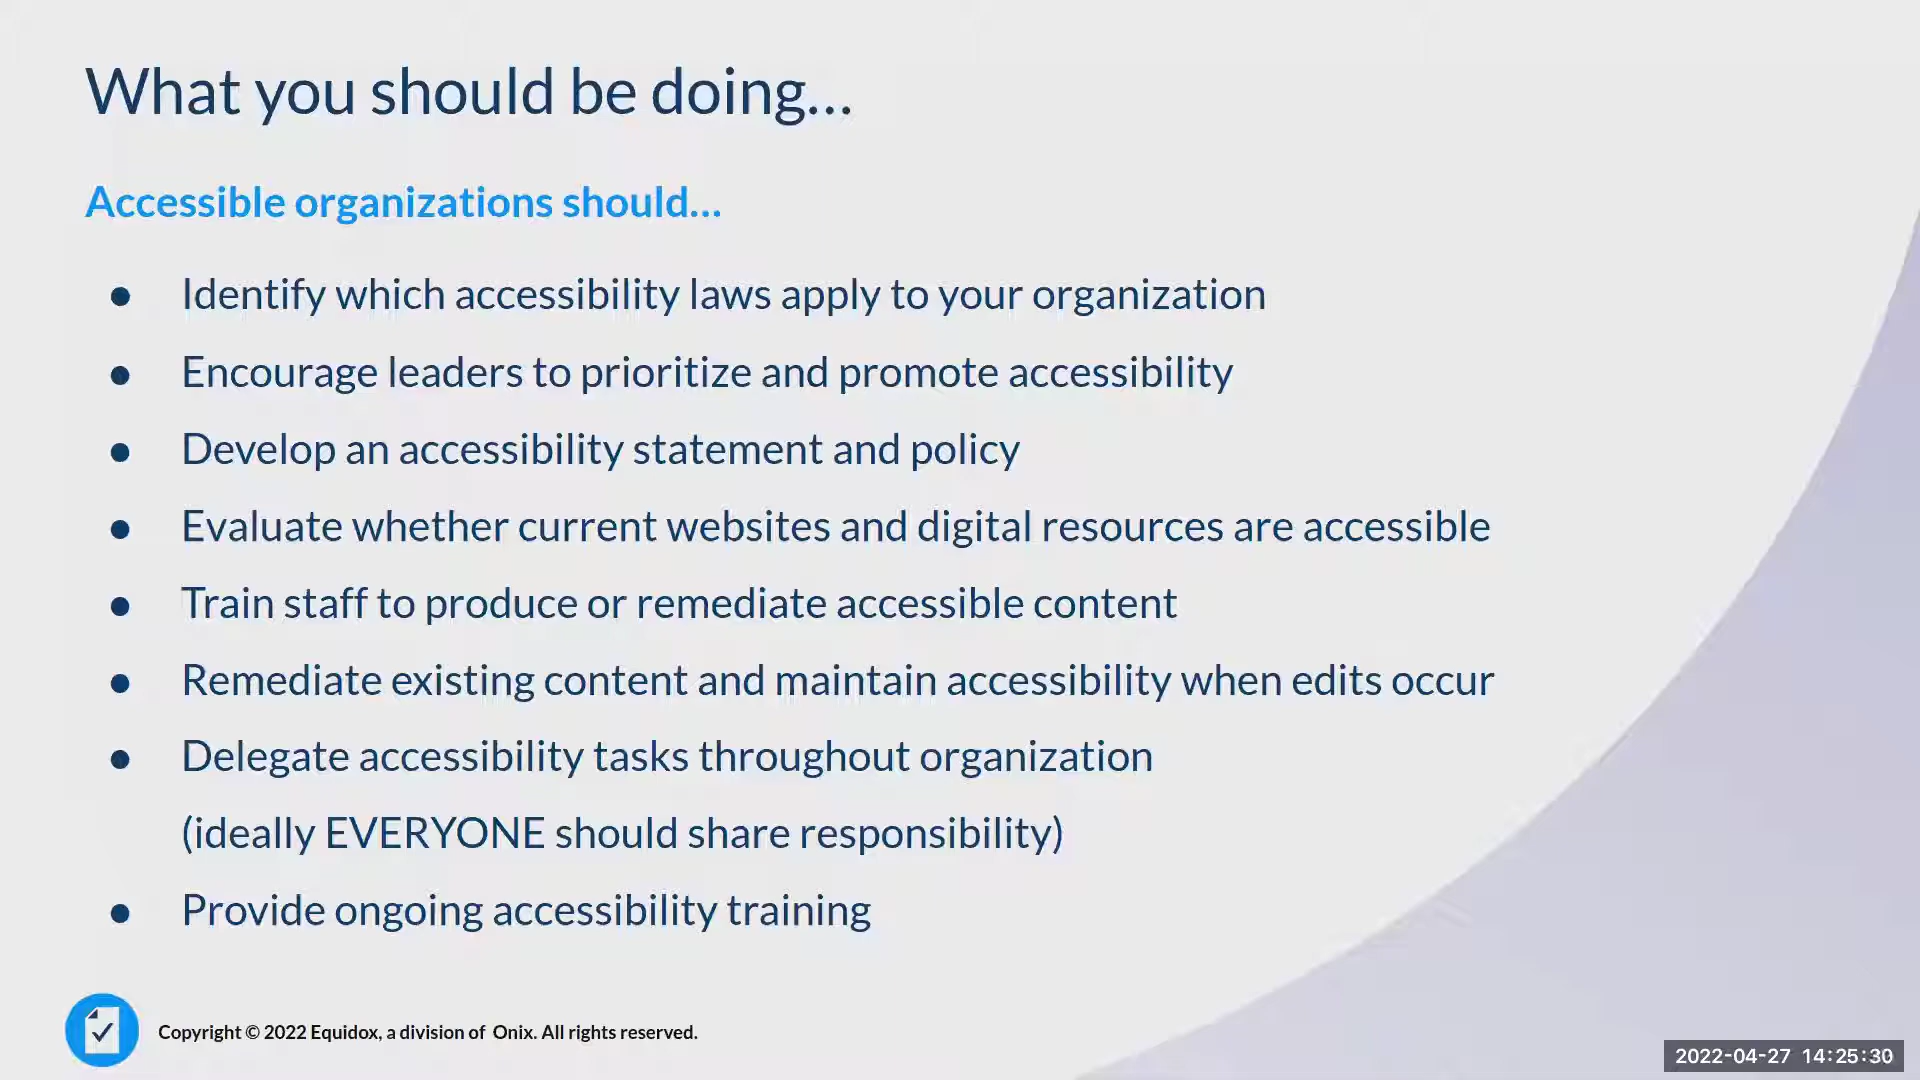 What you should be doing...
Accessible organizations should...
● Identify which accessibility laws apply to your organization
● Encourage leaders to prioritize and promote accessibility
● Develop an accessibility statement and policy
● Evaluate whether current websites and digital resources are accessible
● Train staff to produce or remediate accessible content
● Remediate existing content and maintain accessibility when edits occur
● Delegate accessibility tasks throughout organization
(ideally EVERYONE should share responsibility)
● Provide ongoing accessibility training
Copyright © 2022 Equidox, a division of Onix. All rights reserved.
2022-04-27 14:25:30